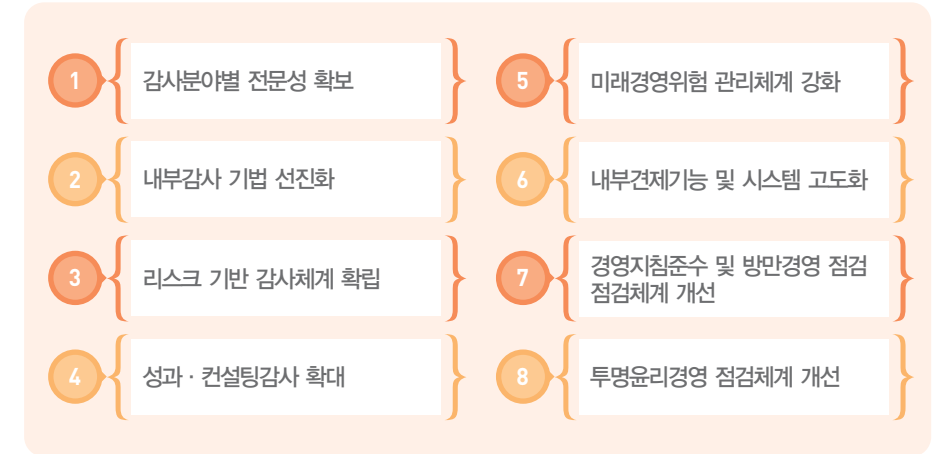 1
감사분야별 전문성 확보
2
내부감사 기법 선진화
3
리스크 기반 감사체계 확립
4
성과 · 컨설팅감사 확대
5
미래경영위험 관리체계 강화
6
내부견제기능 및 시스템 고도화
7
경영지침준수 및 방만경영 점검
점검체계 개선
8
투명윤리경영 점검체계 개선